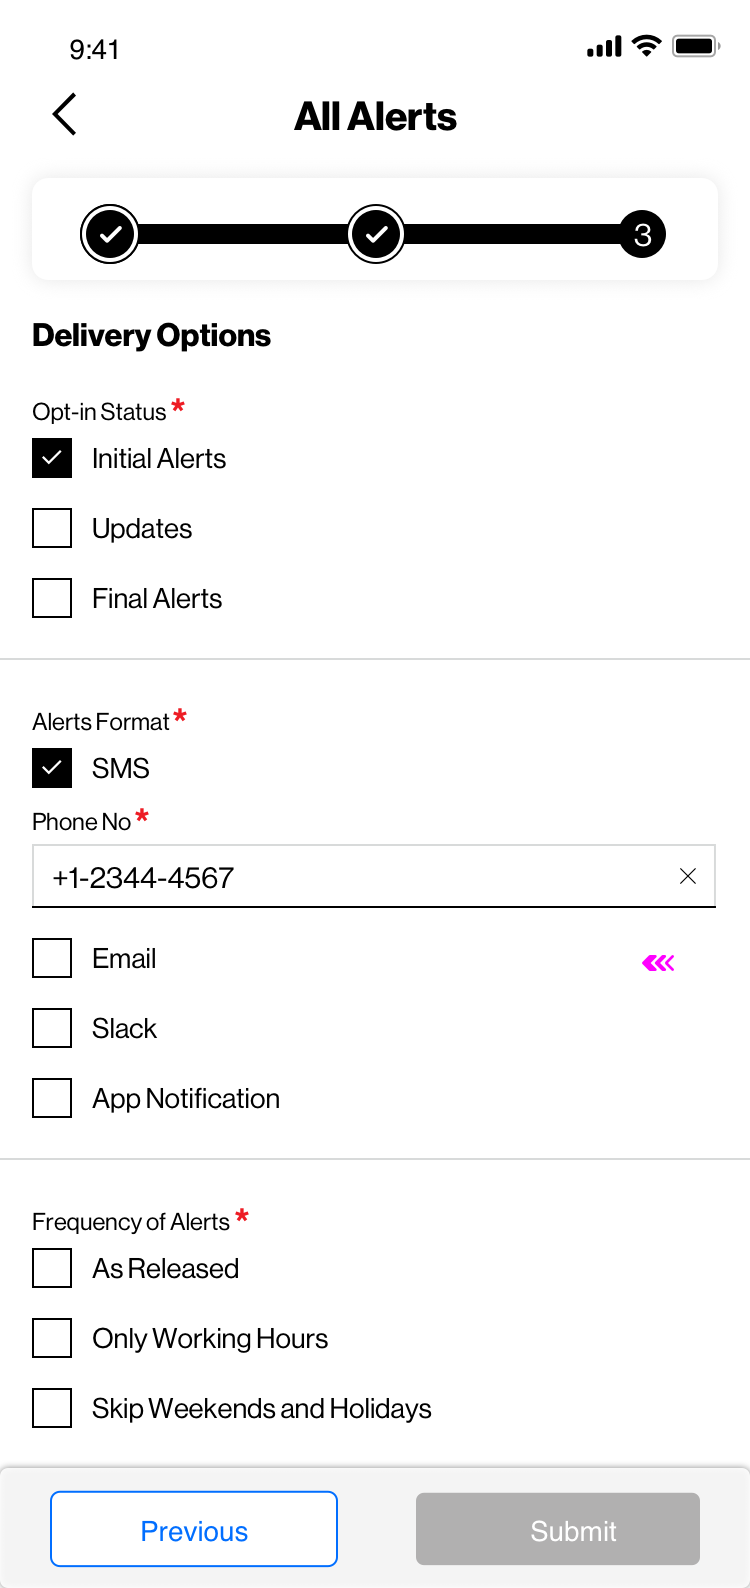 9:41
All Alerts
3
Delivery Options
Opt-in Status *
Initial Alerts
Updates
Final Alerts
Alerts Format *
SMS
Phone No *
+1-2344-4567
Email
Slack
App Notification
Frequency of Alerts *
As Released
Only Working Hours
Skip Weekends and Holidays
Previous
Submit